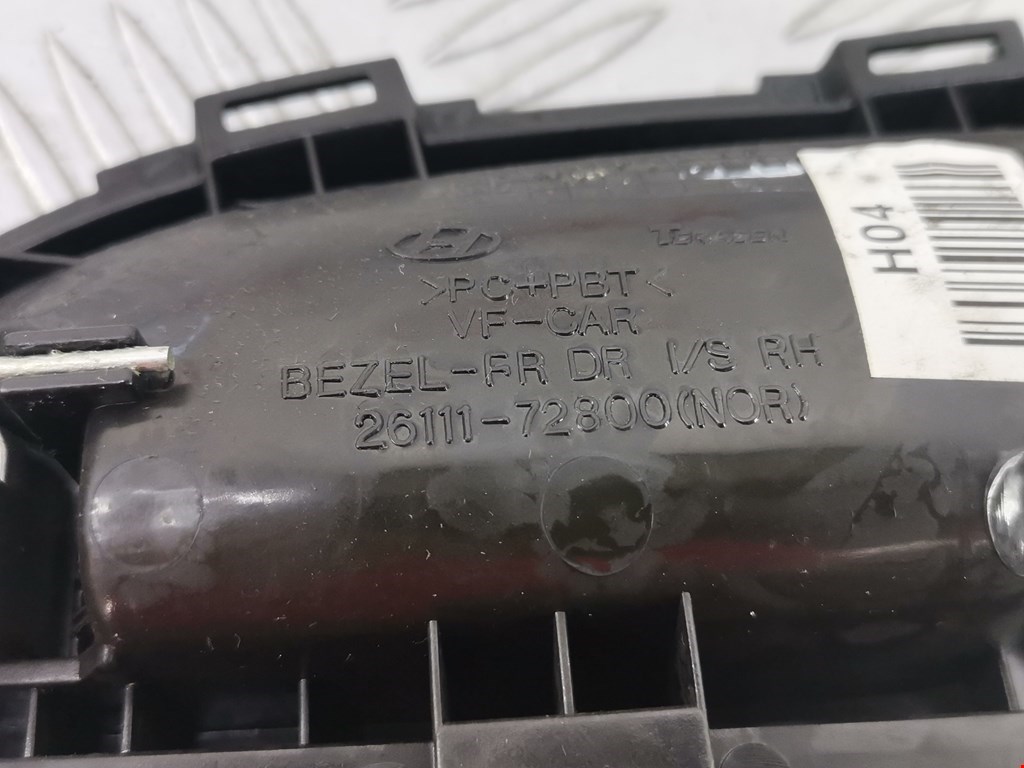 >PC+PBT<
VF-CAR
BEZEL-FR DR I/S RH
26111-72800(NOR)
H04